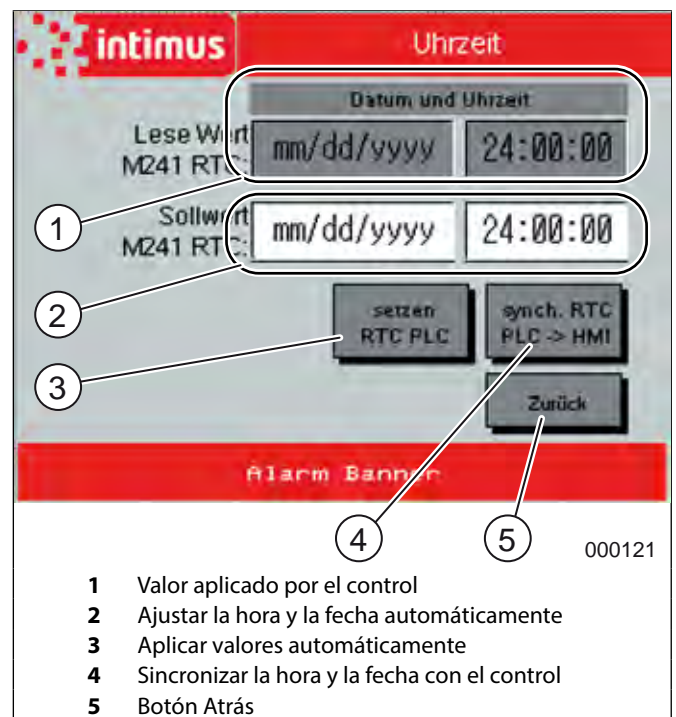 intimus
Uhrzeit
Datum und Uhrzeit
Lese Wert
M241 RTC:
mm/dd/yyyy
24:00:00
1
Sollwert
M241 RTC:
mm/dd/yyyy
24:00:00
2
setzen
RTC PLC
synch. RTC
PLC -> HMI
3
Zurück
Alarm Banner
4
5
000121
1 Valor aplicado por el control
2 Ajustar la hora y la fecha automáticamente
3 Aplicar valores automáticamente
4 Sincronizar la hora y la fecha con el control
5 Botón Atrás